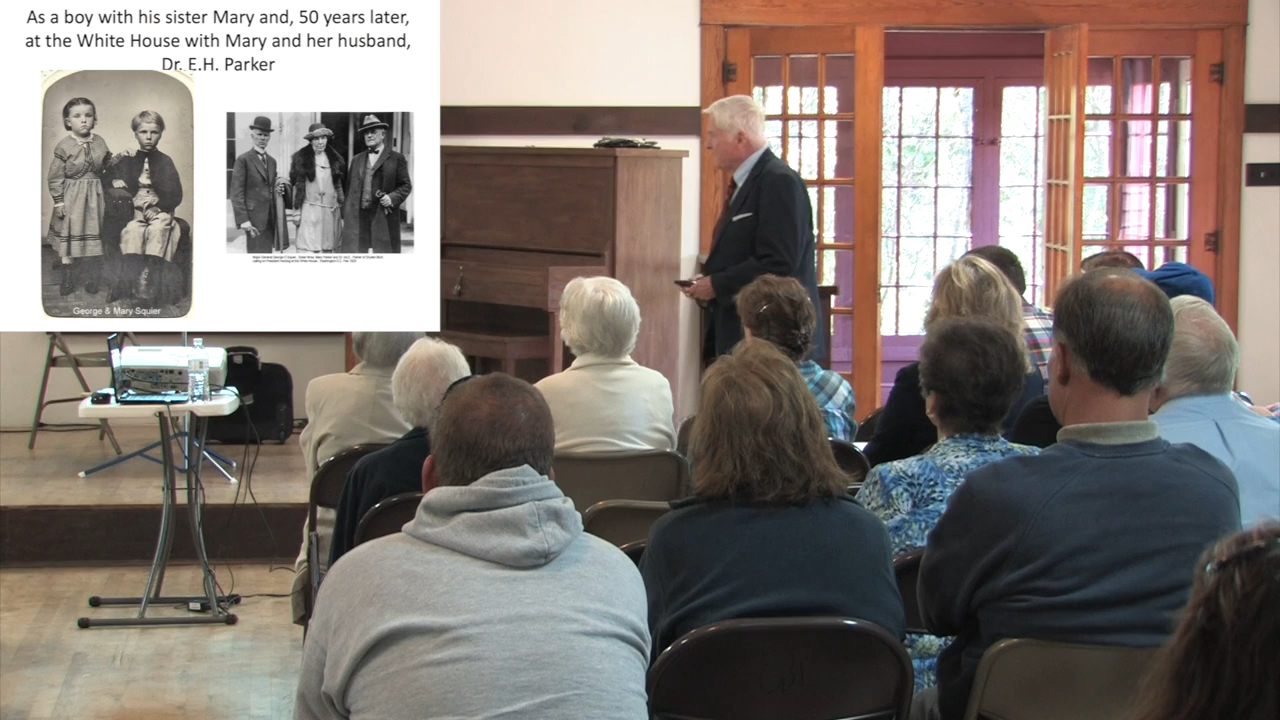 As a boy with his sister Mary and, 50 years later,
at the White House with Mary and her husband,
Dr. E.H. Parker
George & Mary Squier